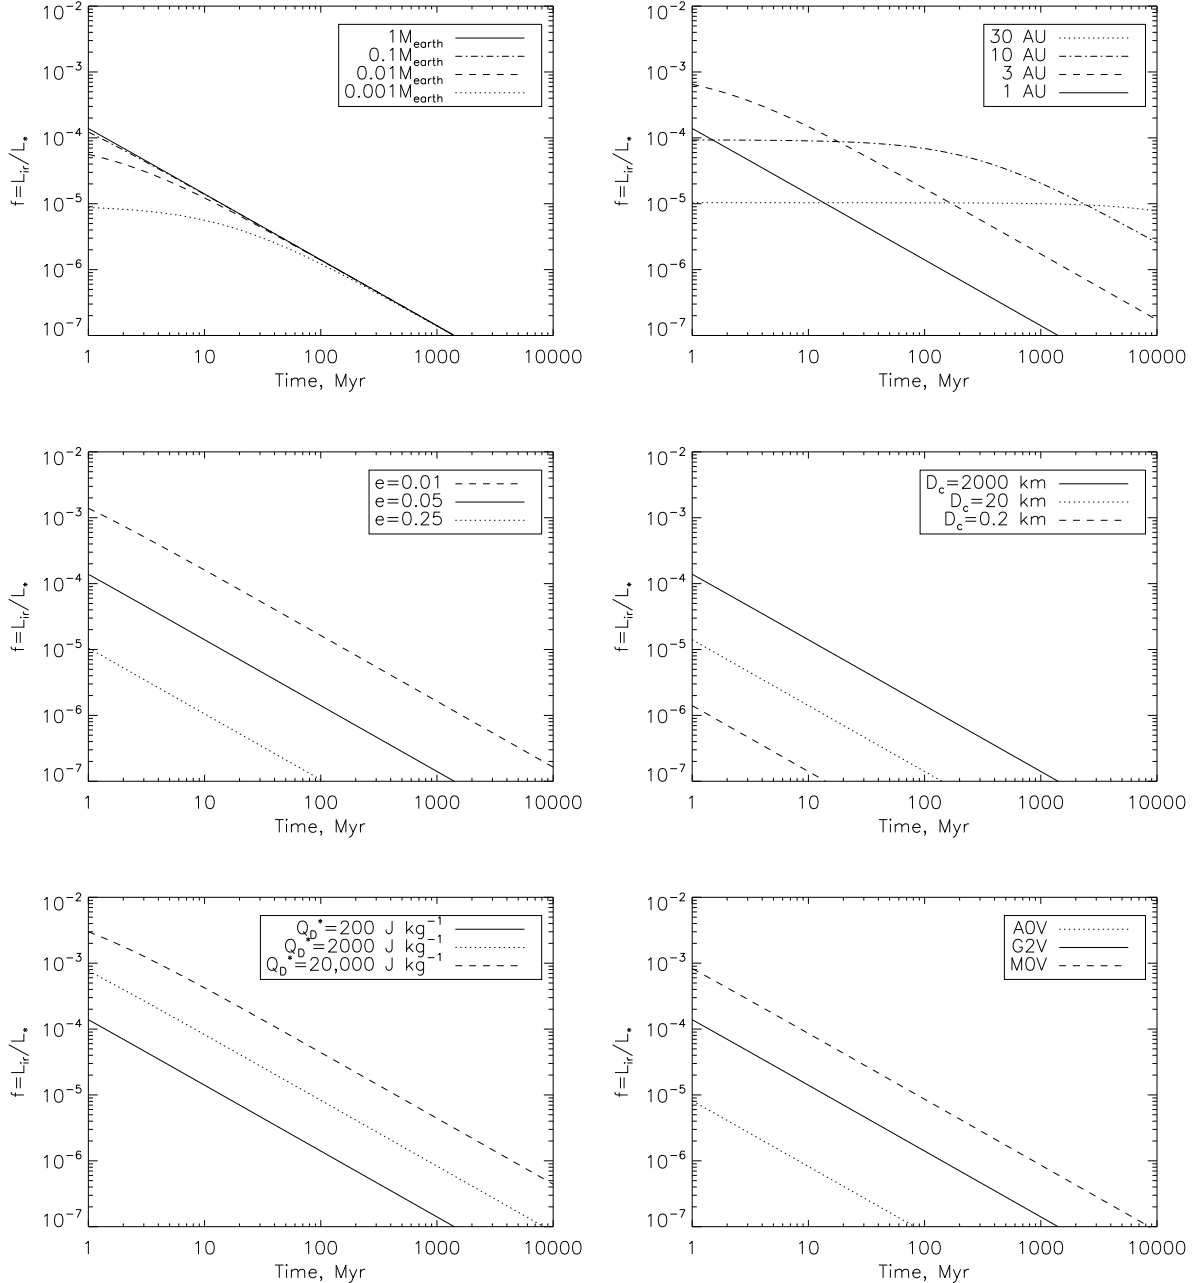 10⁻²
10⁻³
10⁻⁴
10⁻⁵
10⁻⁶
10⁻⁷
f=L_ir/L_*
1M_earth
0.1M_earth
0.01M_earth
0.001M_earth
1 10 100 1000 10000
Time, Myr
10⁻²
10⁻³
10⁻⁴
10⁻⁵
10⁻⁶
10⁻⁷
f=L_ir/L_*
30 AU
10 AU
3 AU
1 AU
1 10 100 1000 10000
Time, Myr
10⁻²
10⁻³
10⁻⁴
10⁻⁵
10⁻⁶
10⁻⁷
f=L_ir/L_*
e=0.01
e=0.05
e=0.25
1 10 100 1000 10000
Time, Myr
10⁻²
10⁻³
10⁻⁴
10⁻⁵
10⁻⁶
10⁻⁷
f=L_ir/L_*
D_c=2000 km
D_c=20 km
D_c=0.2 km
1 10 100 1000 10000
Time, Myr
10⁻²
10⁻³
10⁻⁴
10⁻⁵
10⁻⁶
10⁻⁷
f=L_ir/L_*
Q_D*=200 J kg⁻¹
Q_D*=2000 J kg⁻¹
Q_D*=20,000 J kg⁻¹
1 10 100 1000 10000
Time, Myr
10⁻²
10⁻³
10⁻⁴
10⁻⁵
10⁻⁶
10⁻⁷
f=L_ir/L_*
A0V
G2V
M0V
1 10 100 1000 10000
Time, Myr